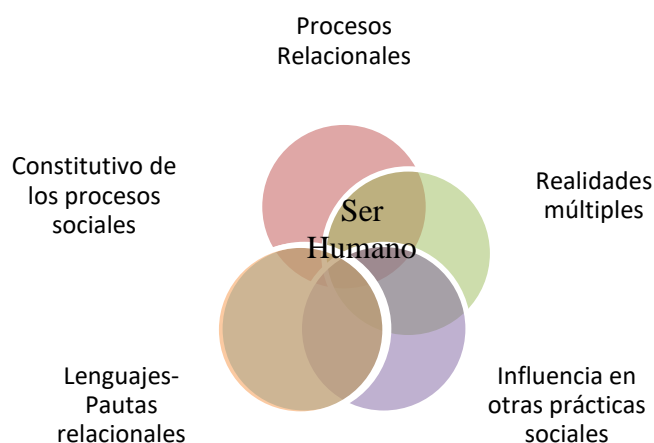 Procesos
Relacionales
Constitutivo de
los procesos
sociales
Realidades
múltiples
Ser
Humano
Lenguajes-
Pautas
relacionales
Influencia en
otras prácticas
sociales